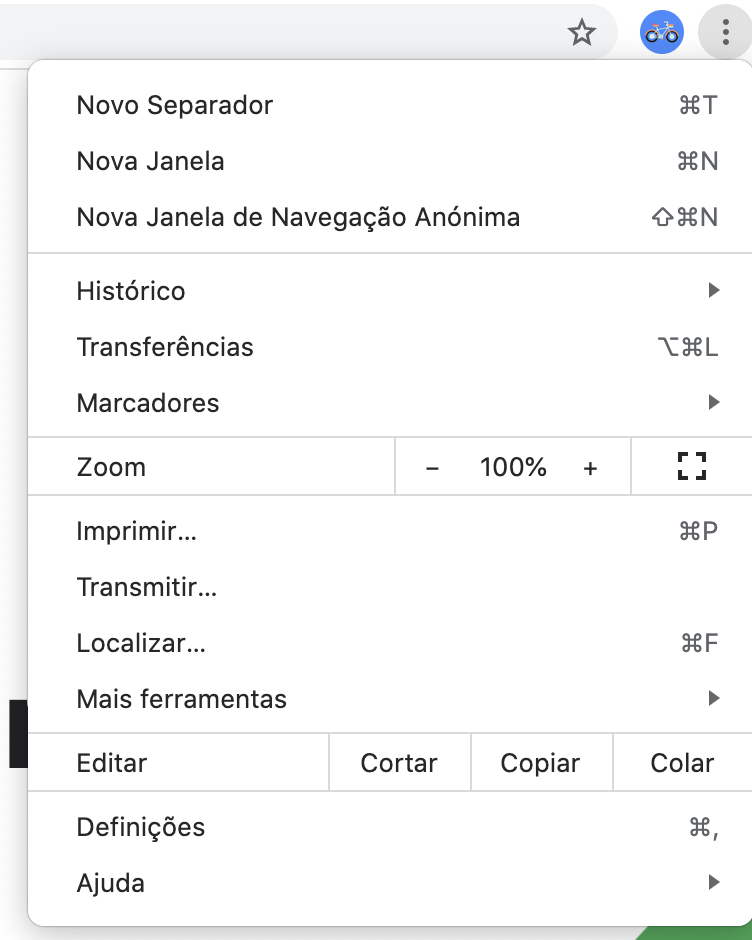 Novo Separador ⌘T
Nova Janela ⌘N
Nova Janela de Navegação Anónima ⇧⌘N
Histórico
Transferências ⌥⌘L
Marcadores
Zoom − 100% +
Imprimir... ⌘P
Transmitir...
Localizar... ⌘F
Mais ferramentas
Editar Cortar Copiar Colar
Definições ⌘,
Ajuda